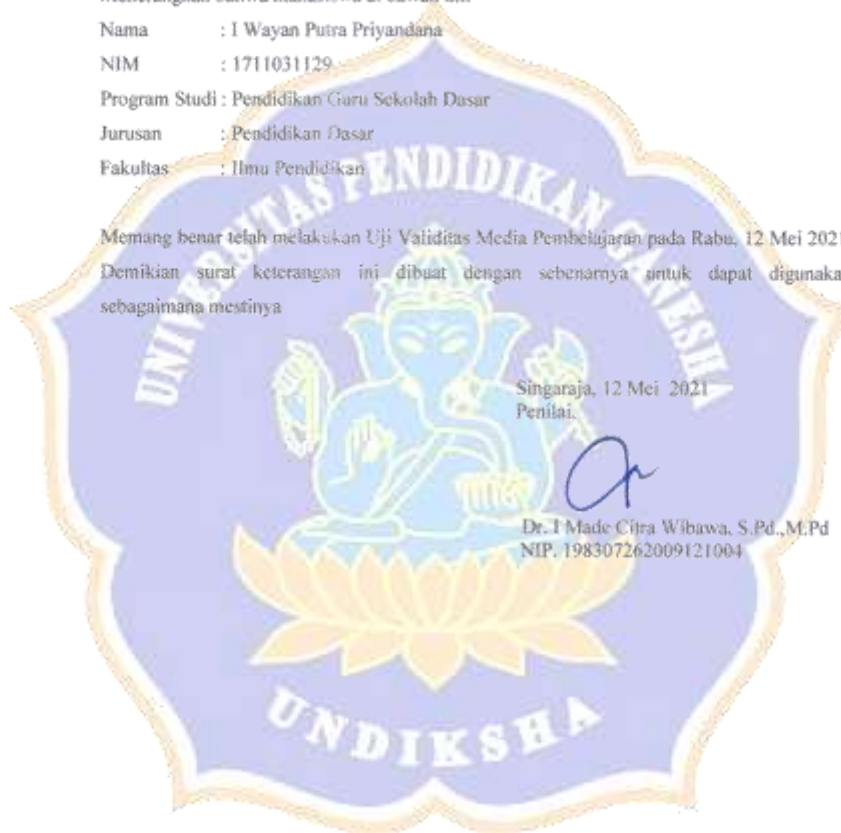 Nama : I Wayan Putra Priyandana
NIM : 1711031129
Program Studi : Pendidikan Guru Sekolah Dasar
Jurusan : Pendidikan Dasar
Fakultas : Ilmu Pendidikan
Memang benar telah melakukan Uji Validitas Media Pembelajaran pada Rabu, 12 Mei 2021
Demikian surat keterangan ini dibuat dengan sebenarnya untuk dapat
sebagaimana mestinya
Singaraja, 12 Mei 2021
Penilai,
Dr. I Made Citra Wibawa, S.Pd.,M.Pd
NIP. 198307262009121004
UNIVERSITAS PENDIDIKAN GANESHA
UNDIKSHA